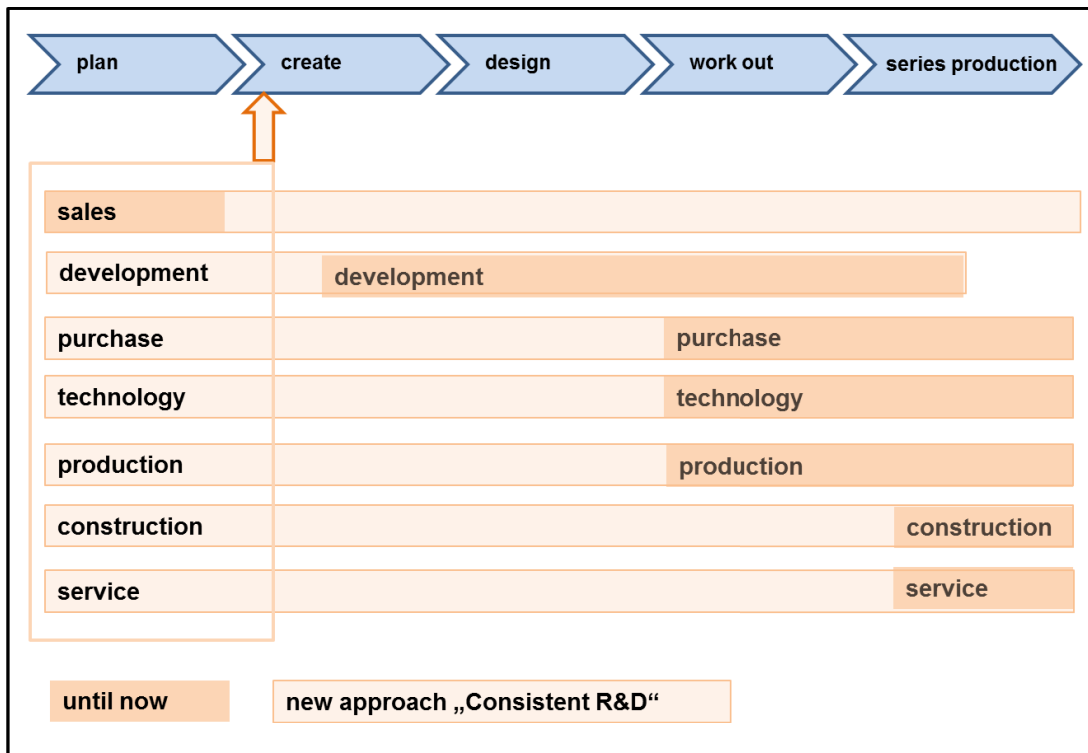 plan
create
design
work out
series production
sales
development
development
purchase
purchase
technology
technology
production
production
construction
construction
service
service
until now
new approach „Consistent R&D“